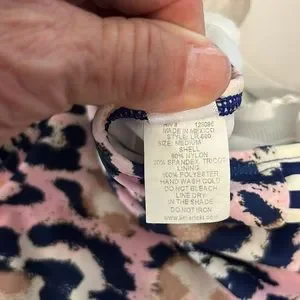 MADE IN MEXICO
SIZE: MEDIUM
SHELL
80% NYLON
20% SPANDEX, TRICOT
LINING
100% POLYESTER
HAND WASH COLD
DO NOT BLEACH
LINE DRY
IN THE SHADE
DO NOT IRON